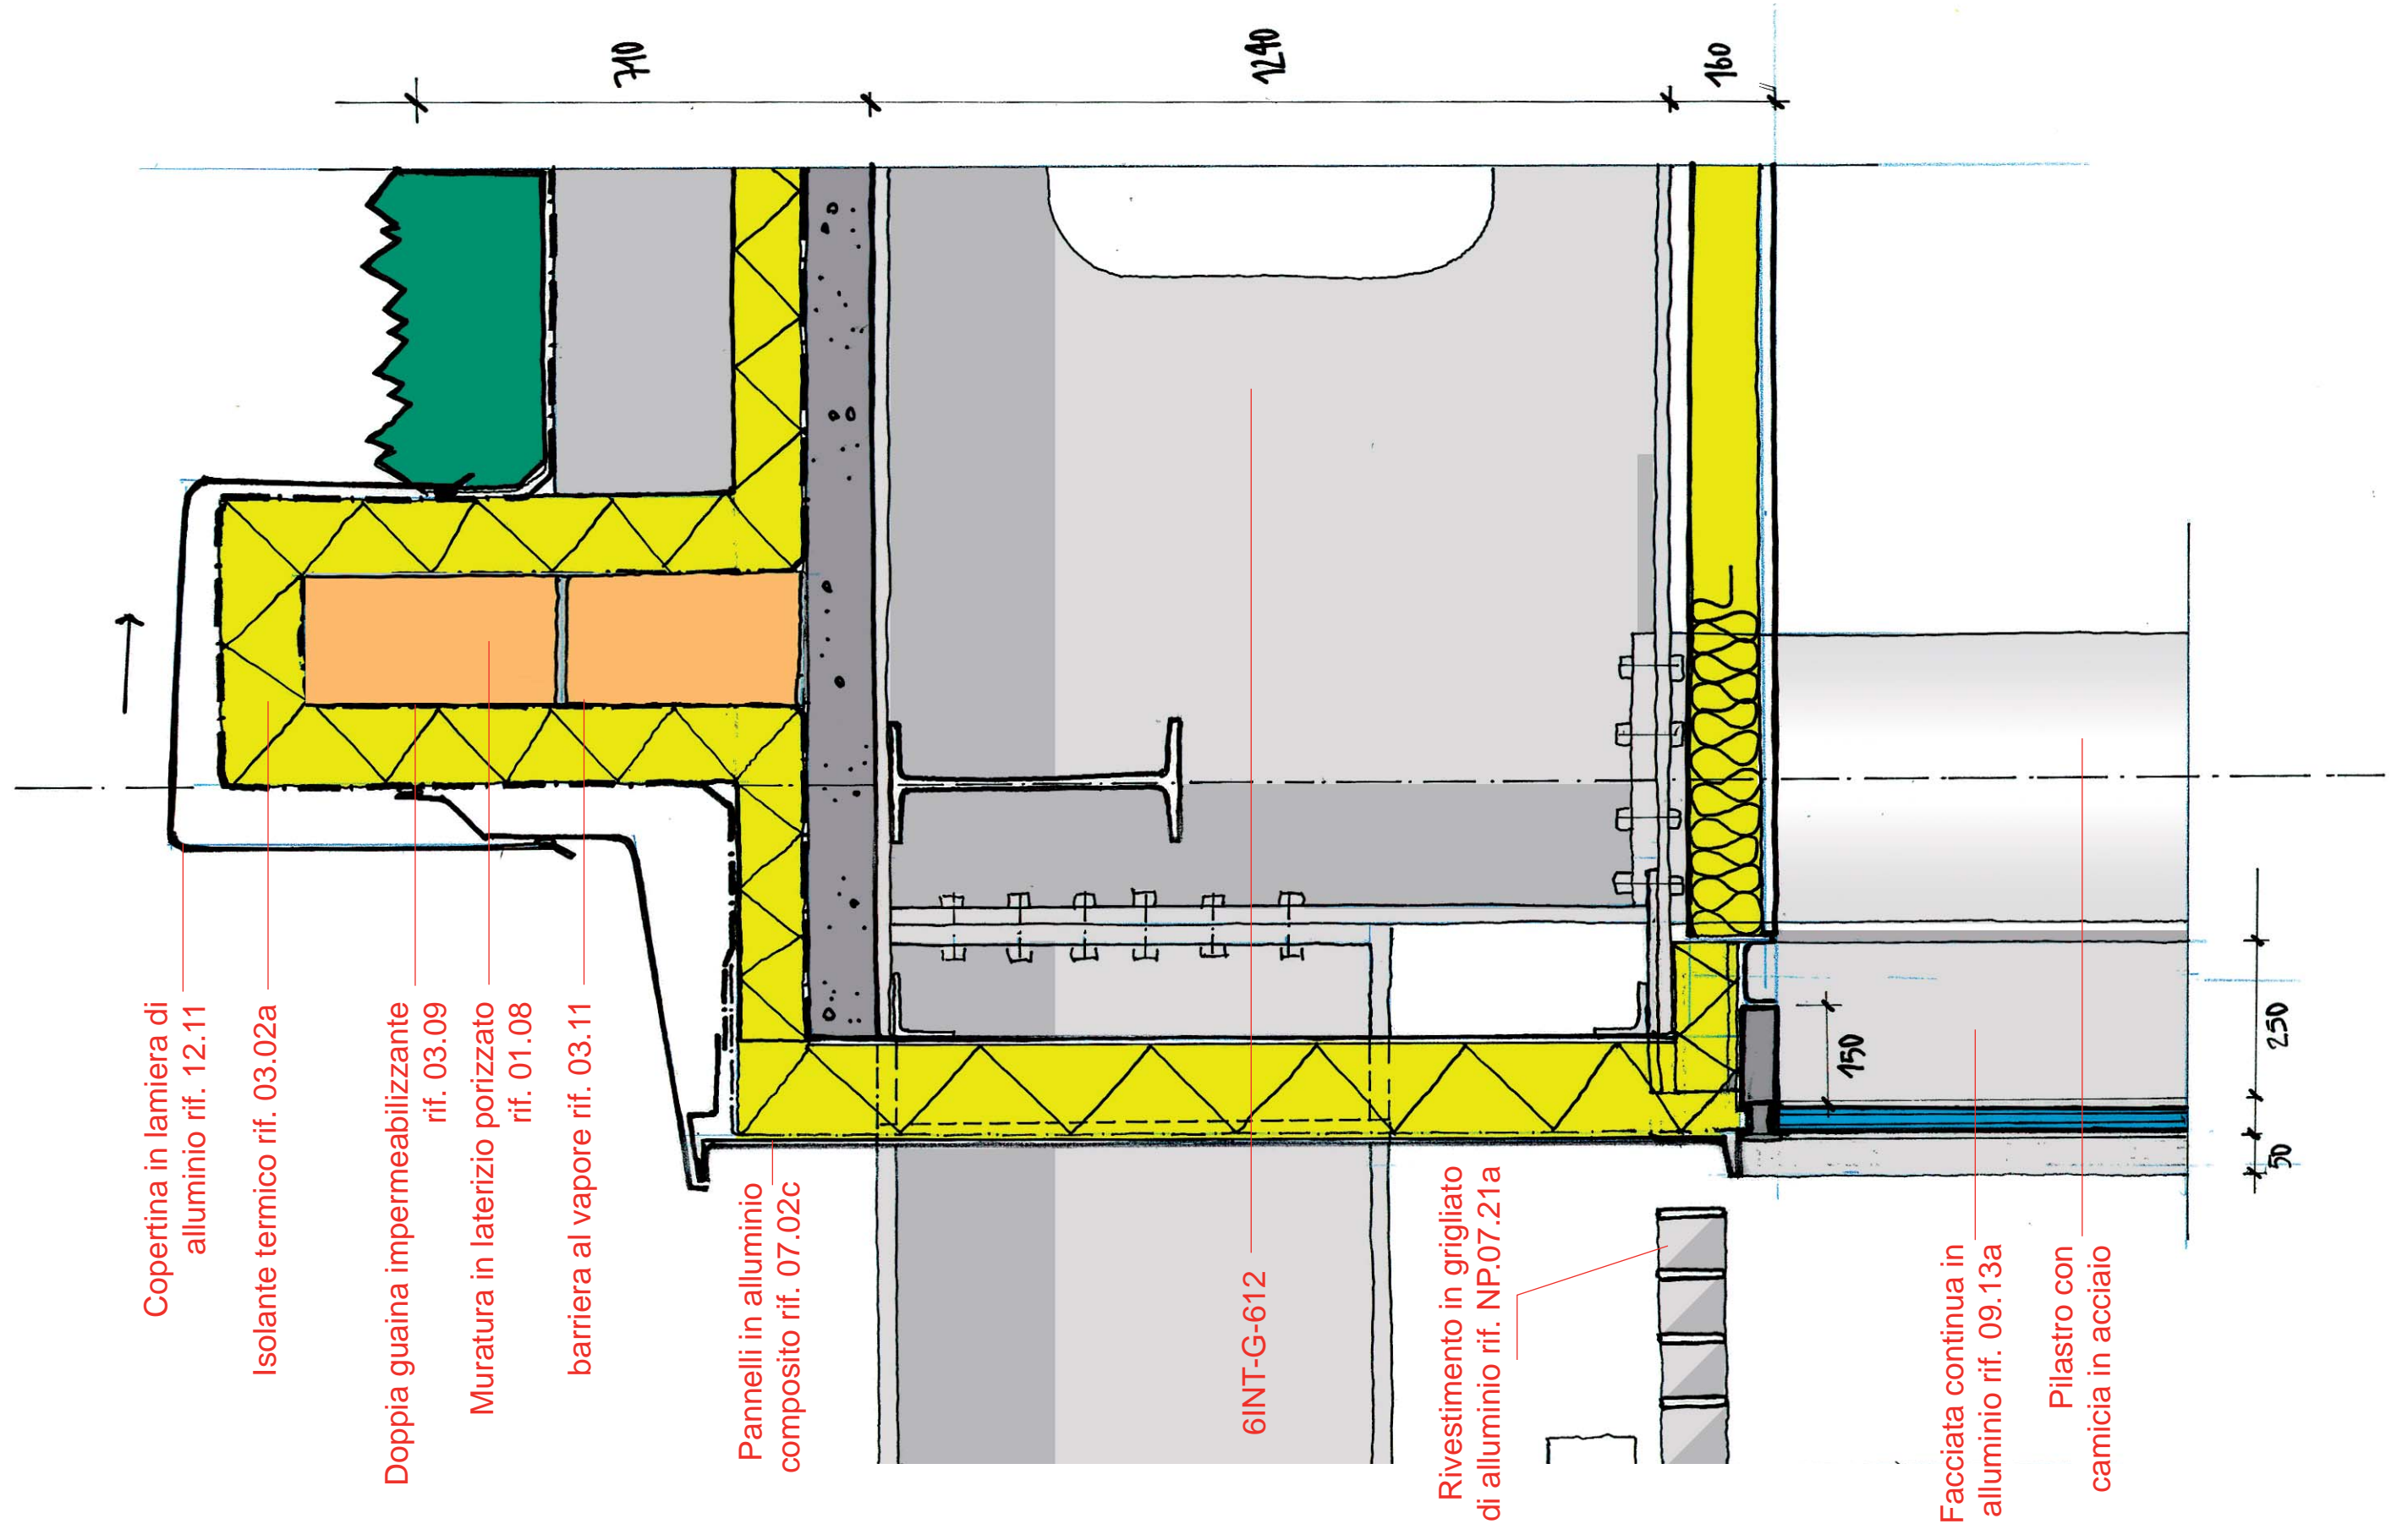 710
1240
160
Copertina in lamiera di
alluminio rif. 12.11
Isolante termico rif. 03.02a
Doppia guaina impermeabilizzante
rif. 03.09
Muratura in laterizio porizzato
rif. 01.08
barriera al vapore rif. 03.11
Pannelli in alluminio
composito rif. 07.02c
6INT-G-612
Rivestimento in grigliato
di alluminio rif. NP.07.21a
Facciata continua in
alluminio rif. 09.13a
Pilastro con
camicia in acciaio
150
250
50